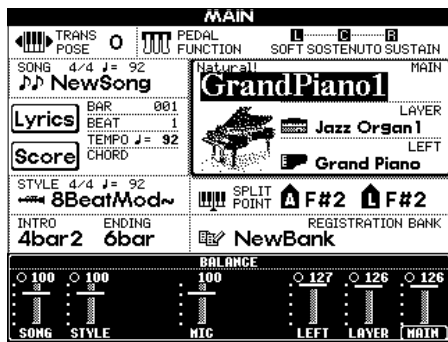 MAIN
TRANSPOSE 0
PEDAL FUNCTION
L C R
SOFT SOSTENUTO SUSTAIN
SONG 4/4 ♩= 92
NewSong
Natural! MAIN
GrandPiano1
Lyrics
BAR 001
BEAT 1
TEMPO ♩= 92
Score
CHORD
LAYER
Jazz Organ1
LEFT
Grand Piano
STYLE 4/4 ♩= 92
8BeatMod~
SPLIT POINT A F#2 L F#2
INTRO ENDING
4bar2 6bar
REGISTRATION BANK
NewBank
BALANCE
100 100 100 127 126 126
SONG STYLE MIC LEFT LAYER MAIN